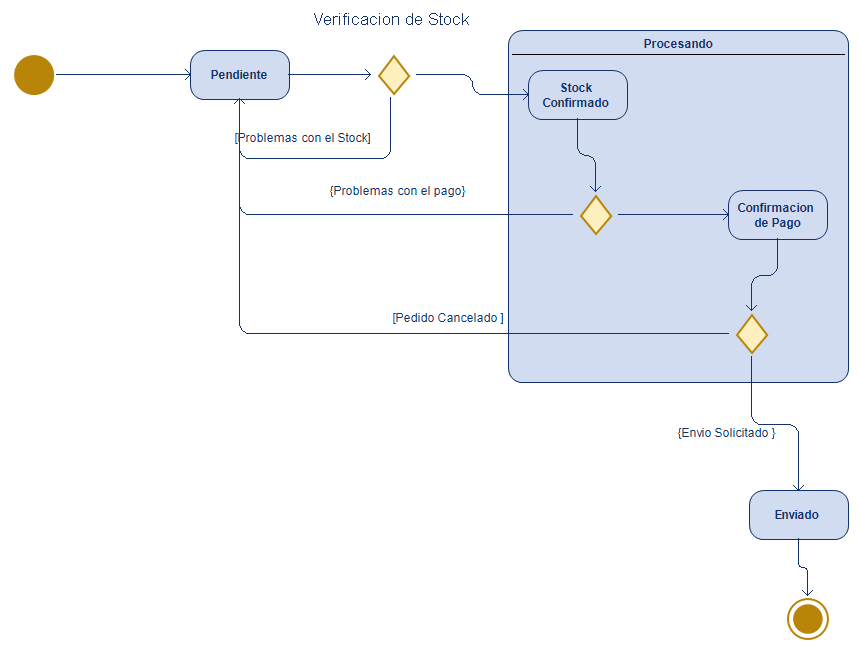 Verificacion de Stock
Procesando
Pendiente
Stock
Confirmado
[Problemas con el Stock]
{Problemas con el pago}
Confirmacion
de Pago
[Pedido Cancelado ]
{Envio Solicitado }
Enviado